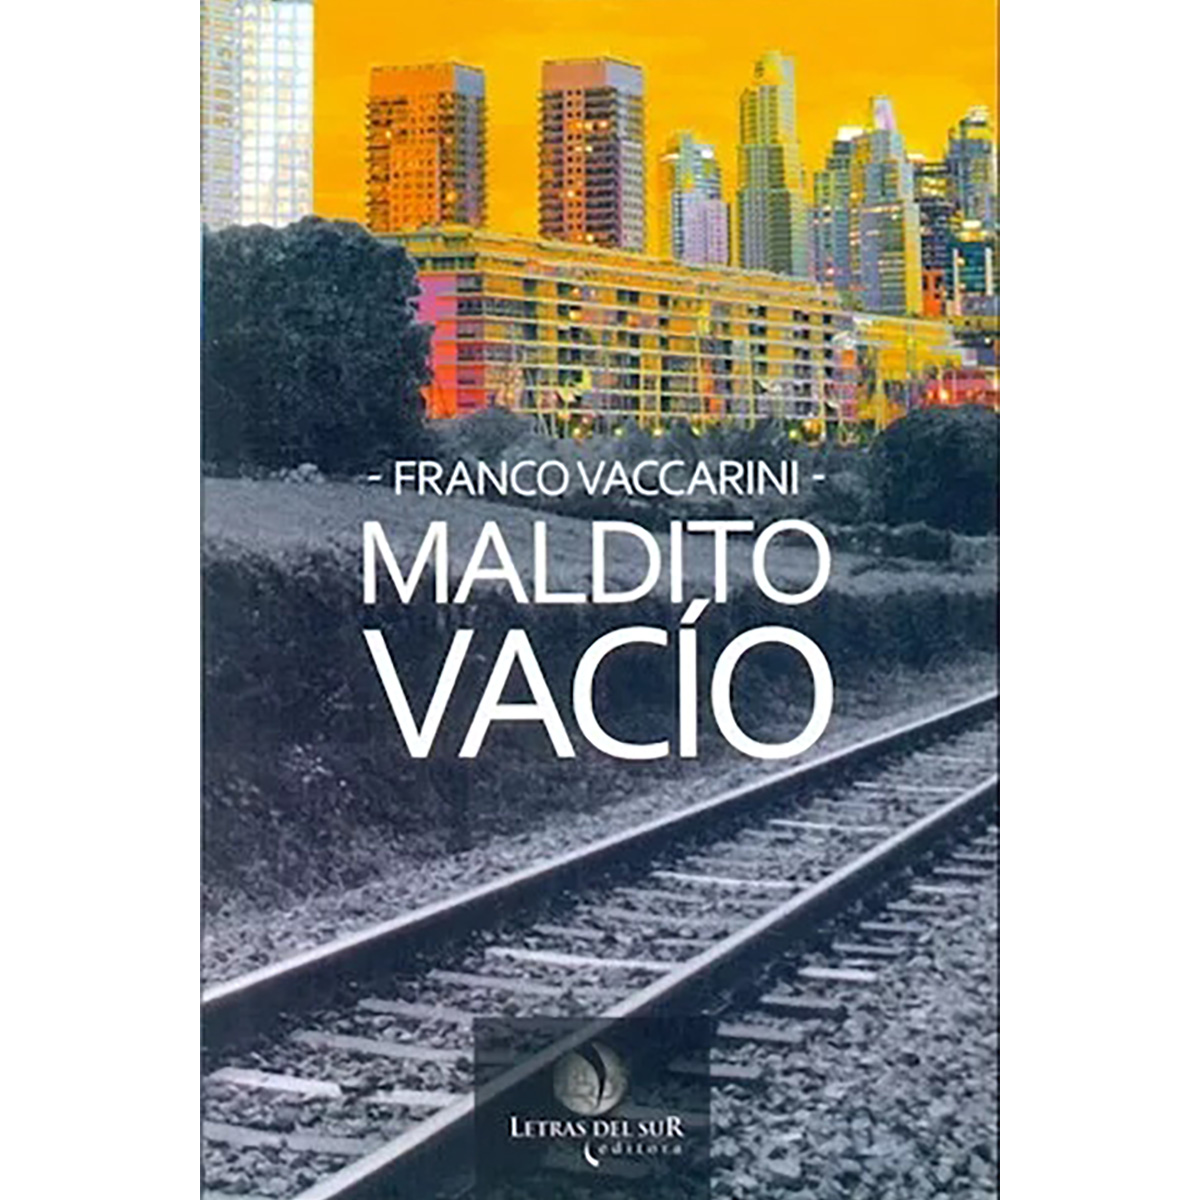 - FRANCO VACCARINI -
MALDITO
VACÍO
LETRAS DEL SUR
editora